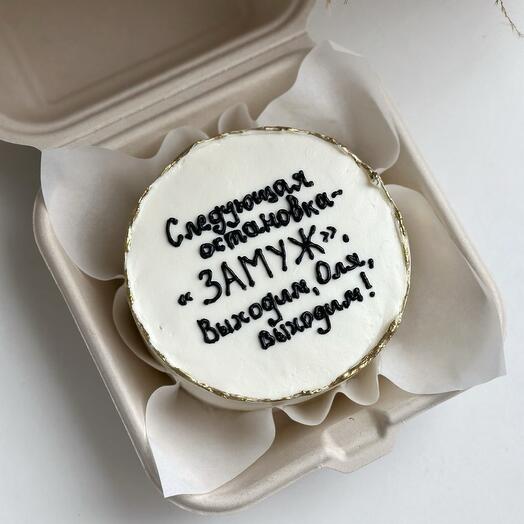 Следующая
остановка-
«ЗАМУЖ».
Выходим, Оля,
выходим!